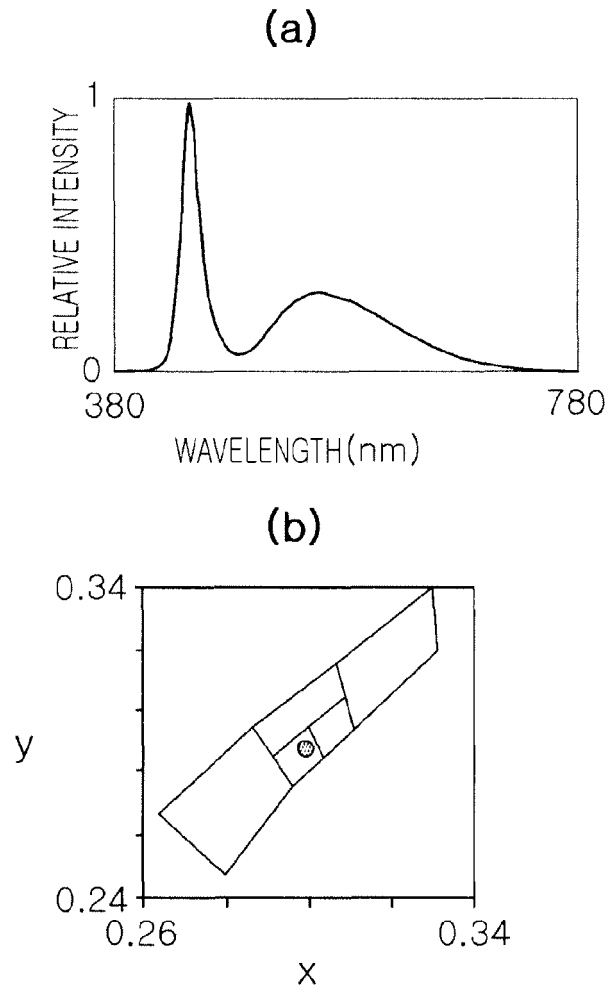 (a)
1
RELATIVE INTENSITY
0
380
780
WAVELENGTH(nm)
(b)
0.34
y
0.24
0.26
0.34
x